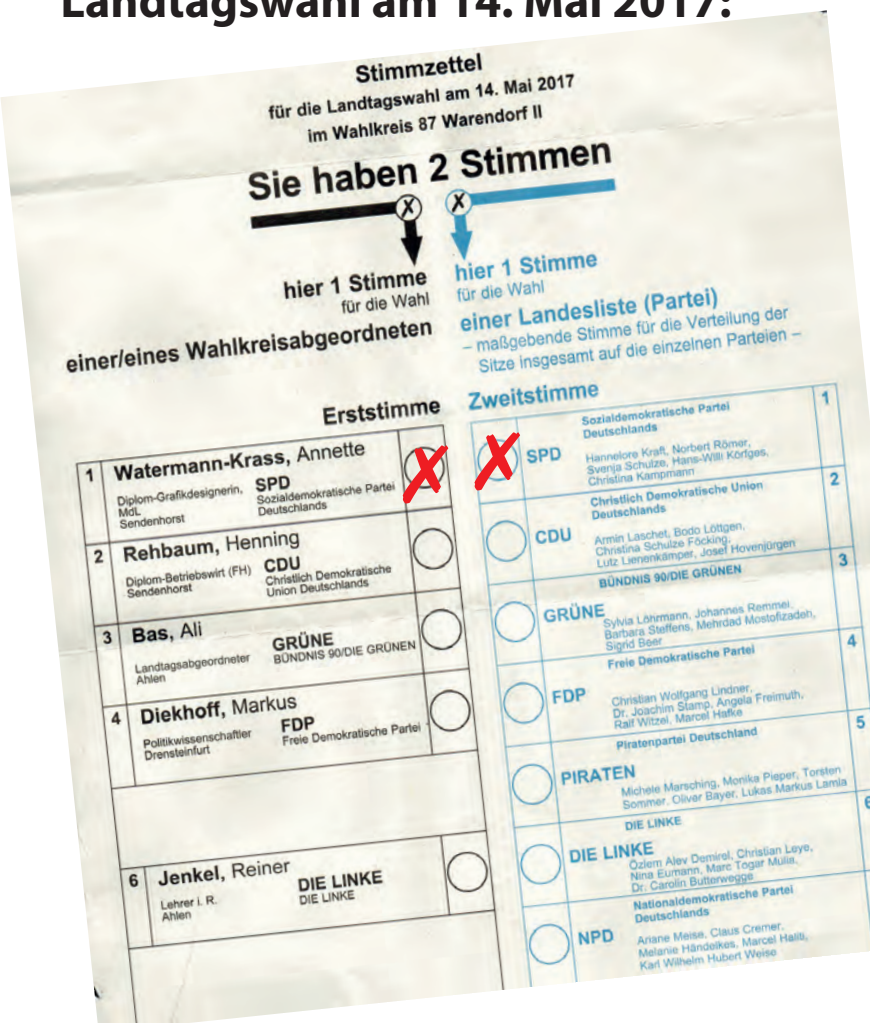 Landtagswahl am 14. Mai 2017:
Stimmzettel
für die Landtagswahl am 14. Mai 2017
im Wahlkreis 87 Warendorf II
Sie haben 2 Stimmen
X
X
hier 1 Stimme
für die Wahl
einer/eines Wahlkreisabgeordneten
hier 1 Stimme
für die Wahl
einer Landesliste (Partei)
– maßgebende Stimme für die Verteilung der
Sitze insgesamt auf die einzelnen Parteien –
Erststimme
1 Watermann-Krass, Annette
Diplom-Grafikdesignerin,
MdL
Sendenhorst
SPD
Sozialdemokratische Partei
Deutschlands
X
2 Rehbaum, Henning
Diplom-Betriebswirt (FH)
Sendenhorst
CDU
Christlich Demokratische
Union Deutschlands
3 Bas, Ali
Landtagsabgeordneter
Ahlen
GRÜNE
BÜNDNIS 90/DIE GRÜNEN
4 Diekhoff, Markus
Politikwissenschaftler
Drensteinfurt
FDP
Freie Demokratische Partei
6 Jenkel, Reiner
Lehrer i. R.
Ahlen
DIE LINKE
DIE LINKE
Zweitstimme
X
Sozialdemokratische Partei
Deutschlands
1
SPD
Hannelore Kraft, Norbert Römer,
Svenja Schulze, Hans-Willi Körfges,
Christina Kampmann
Christlich Demokratische Union
Deutschlands
2
CDU
Armin Laschet, Bodo Löttgen,
Christina Schulze Föcking,
Lutz Lienenkämper, Josef Hovenjürgen
BÜNDNIS 90/DIE GRÜNEN
3
GRÜNE
Sylvia Löhrmann, Johannes Remmel,
Barbara Steffens, Mehrdad Mostofizadeh,
Sigrid Beer
Freie Demokratische Partei
4
FDP
Christian Wolfgang Lindner,
Dr. Joachim Stamp, Angela Freimuth,
Ralf Witzel, Marcel Hafke
Piratenpartei Deutschland
5
PIRATEN
Michele Marsching, Monika Pieper, Torsten
Sommer, Oliver Bayer, Lukas Markus Lamla
DIE LINKE
6
DIE LINKE
Özlem Alev Demirel, Christian Leye,
Nina Eumann, Marc Togar Mulia,
Dr. Carolin Butterwegge
Nationaldemokratische Partei
Deutschlands
NPD
Ariane Meise, Claus Cremer,
Melanie Händelkes, Marcel Haliti,
Karl Wilhelm Hubert Weise